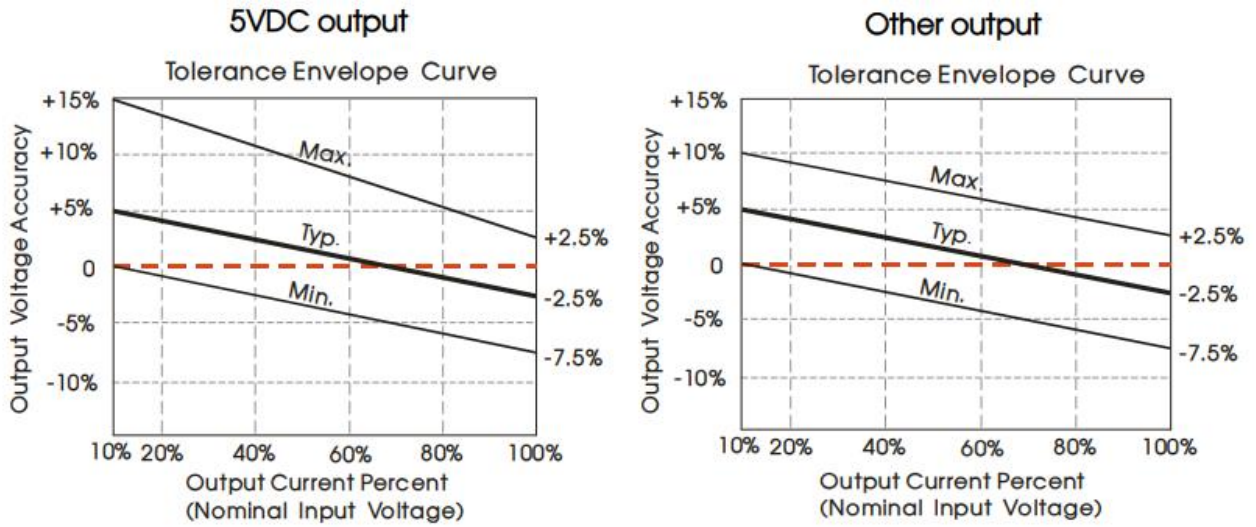 5VDC output
Tolerance Envelope Curve
Output Voltage Accuracy
+15%
+10%
+5%
0
-5%
-10%
Max.
Typ.
Min.
+2.5%
-2.5%
-7.5%
10% 20% 40% 60% 80% 100%
Output Current Percent
(Nominal Input Voltage)
Other output
Tolerance Envelope Curve
Output Voltage Accuracy
+15%
+10%
+5%
0
-5%
-10%
Max.
Typ.
Min.
+2.5%
-2.5%
-7.5%
10% 20% 40% 60% 80% 100%
Output Current Percent
(Nominal Input Voltage)